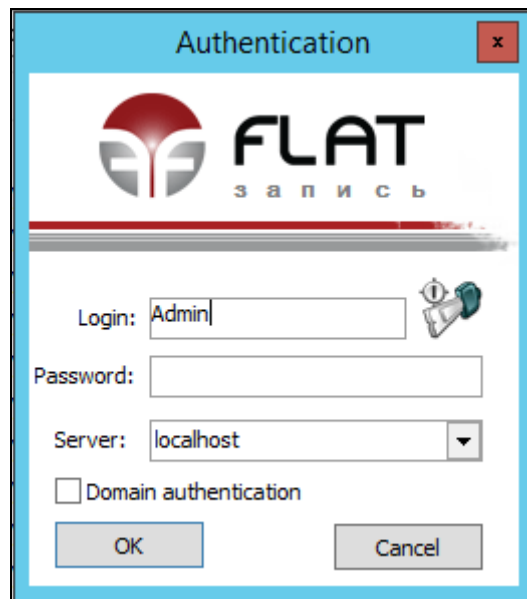 Authentication
x
FLAT
запись
Login: Admin
Password:
Server: localhost
Domain authentication
OK Cancel